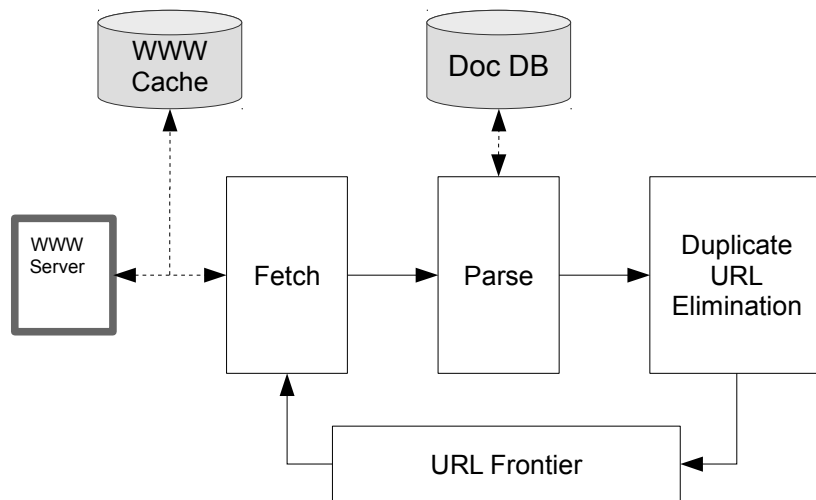 WWW
Cache
Doc DB
WWW
Server
Fetch
Parse
Duplicate
URL
Elimination
URL Frontier